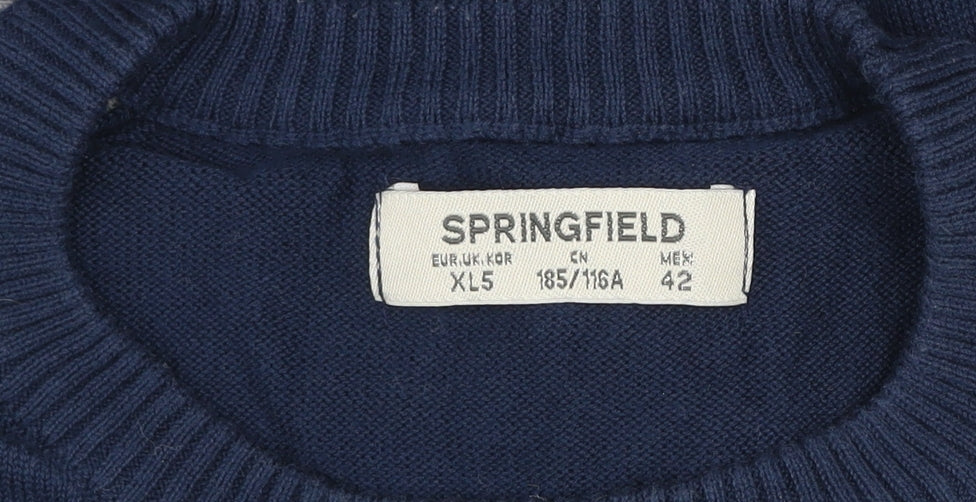 SPRINGFIELD
EUR.UK.KOR CN MEX
XL5 185/116A 42